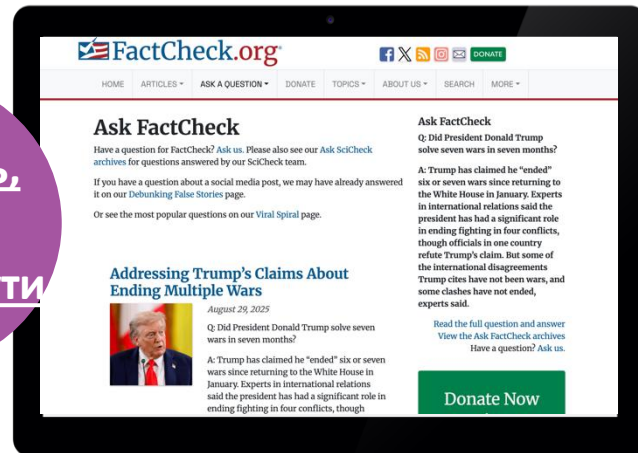 FactCheck.org
DONATE
HOME ARTICLES ASK A QUESTION DONATE TOPICS ABOUT US SEARCH MORE
Ask FactCheck
Have a question for FactCheck? Ask us. Please also see our Ask SciCheck
archives for questions answered by our SciCheck team.
If you have a question about a social media post, we may have already answered
it on our Debunking False Stories page.
Or see the most popular questions on our Viral Spiral page.
Addressing Trump's Claims About
Ending Multiple Wars
August 29, 2025
Q: Did President Donald Trump solve seven
wars in seven months?
A: Trump has claimed he "ended" six or seven
wars since returning to the White House in
January. Experts in international relations
said the president has had a significant role in
ending fighting in four conflicts, though
Ask FactCheck
Q: Did President Donald Trump
solve seven wars in seven months?
A: Trump has claimed he "ended"
six or seven wars since returning to
the White House in January. Experts
in international relations said the
president has had a significant role
in ending fighting in four conflicts,
though officials in one country
refute Trump's claim. But some of
the international disagreements
Trump cites have not been wars, and
some clashes have not ended,
experts said.
Read the full question and answer
View the Ask FactCheck archives
Have a question? Ask us.
Donate Now